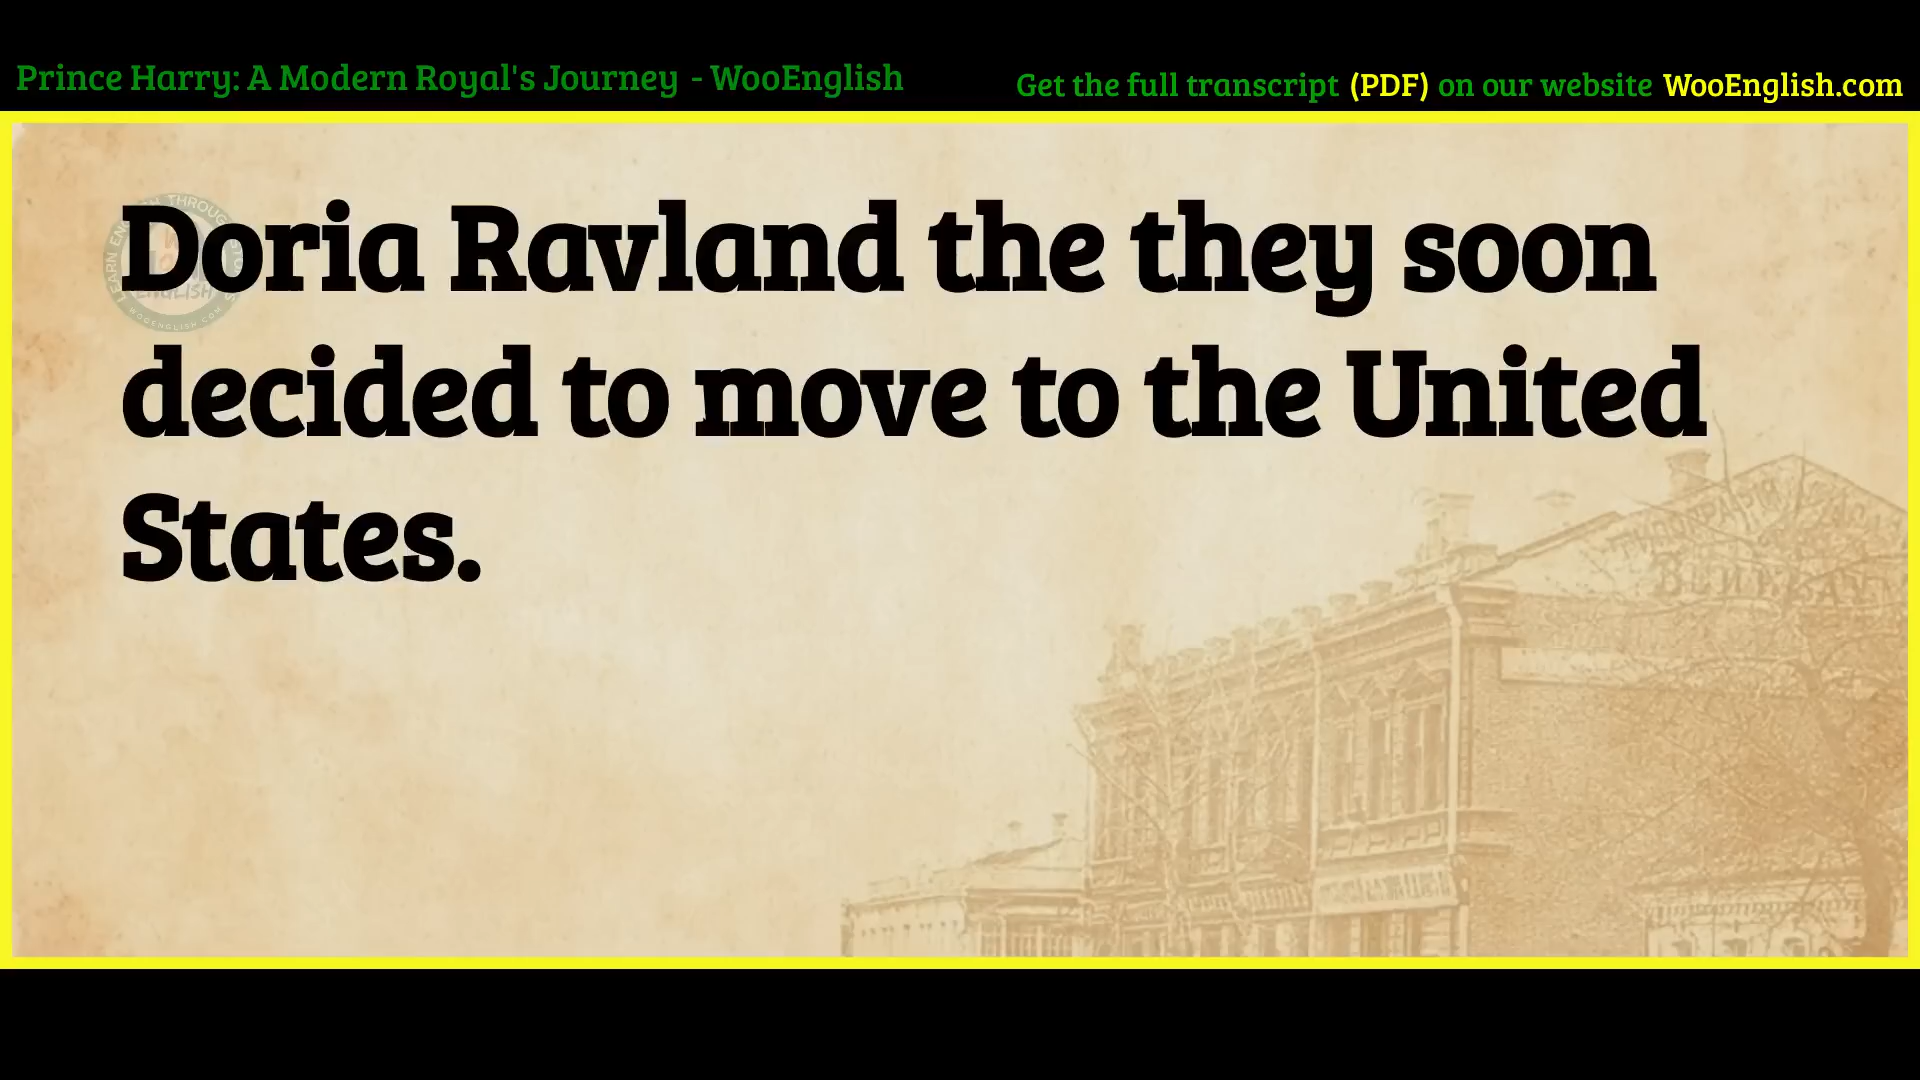 Prince Harry: A Modern Royal's Journey - WooEnglish
Get the full transcript (PDF) on our website WooEnglish.com
Doria Ravland the they soon
decided to move to the United
States.